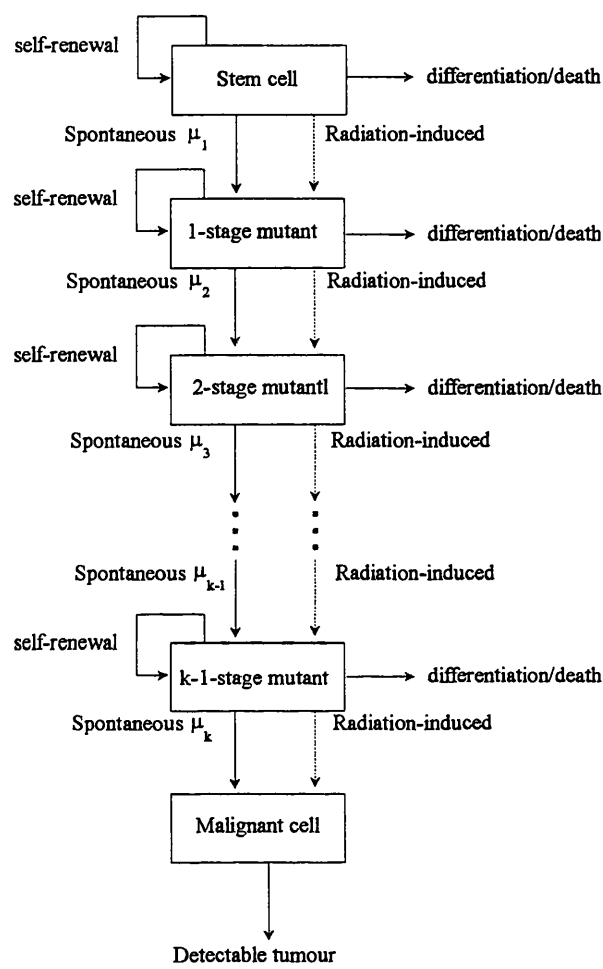 self-renewal
Stem cell
differentiation/death
Spontaneous μ1
Radiation-induced
self-renewal
1-stage mutant
differentiation/death
Spontaneous μ2
Radiation-induced
self-renewal
2-stage mutantl
differentiation/death
Spontaneous μ3
Radiation-induced
Spontaneous μk-1
Radiation-induced
self-renewal
k-1-stage mutant
differentiation/death
Spontaneous μk
Radiation-induced
Malignant cell
Detectable tumour